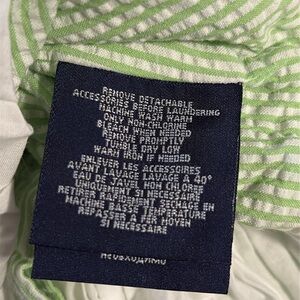 REMOVE DETACHABLE
ACCESSORIES BEFORE LAUNDERING
MACHINE WASH WARM
ONLY NON-CHLORINE
BLEACH WHEN NEEDED
REMOVE PROMPTLY
TUMBLE DRY LOW
WARM IRON IF NEEDED
ENLEVER LES ACCESSOIRES
AVANT LAVAGE LAVAGE A 40°
EAU DE JAVEL NON CHLOREE
UNIQUEMENT SI NECESSAIRE
RETIRER RAPIDEMENT SECHAGE EN
MACHINE BASSE TEMPERATURE
REPASSER A FER MOYEN
SI NECESSAIRE